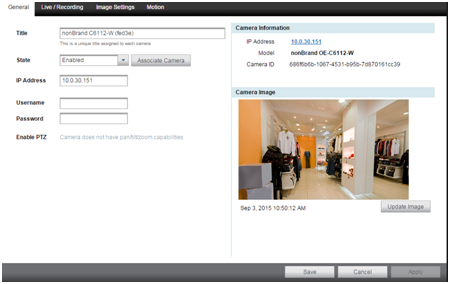 General Live / Recording Image Settings Motion
Title nonBrand C6112-W (fed3e)
This is a unique title assigned to each camera
State Enabled Associate Camera
IP Address 10.0.30.151
Username
Password
Enable PTZ Camera does not have pan/tilt/zoom capabilities
Camera Information
IP Address 10.0.30.151
Model nonBrand OE-C6112-W
Camera ID 686f6b6b-1067-4531-b95b-7d870161cc39
Camera Image
Sep 3, 2015 10:50:12 AM Update Image
Save Cancel Apply